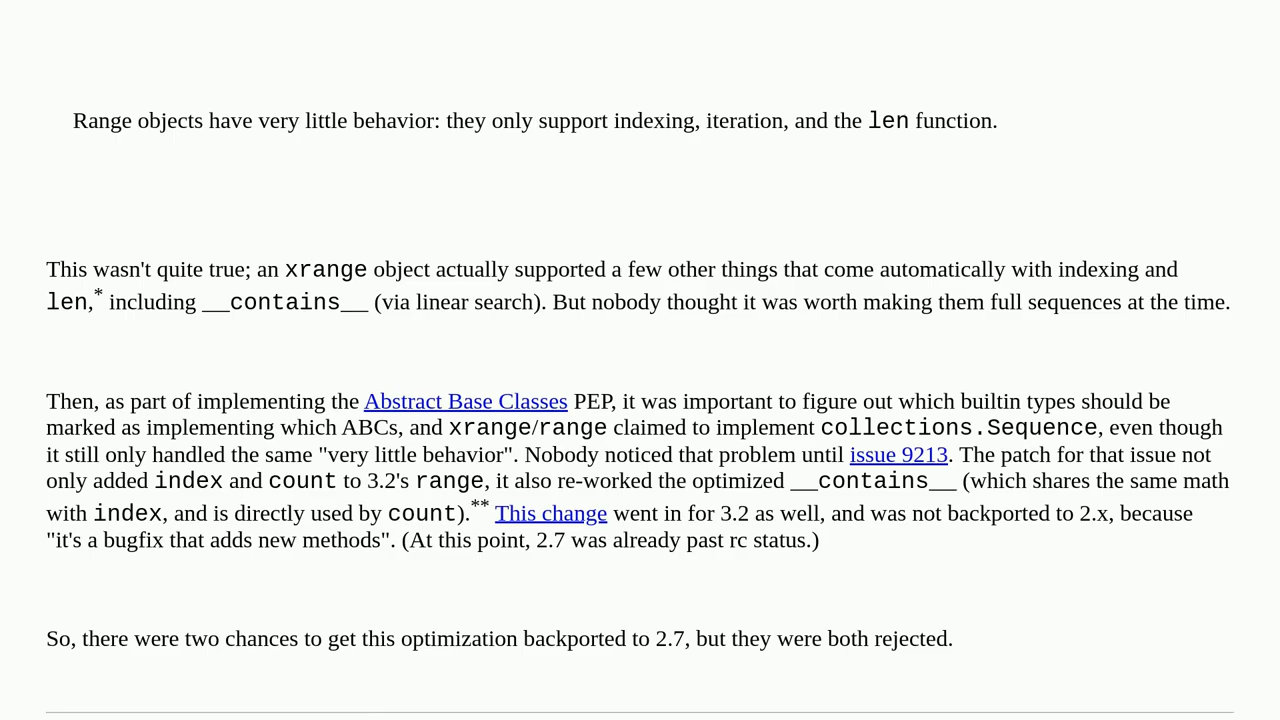 Range objects have very little behavior: they only support indexing, iteration, and the len function.
This wasn't quite true; an xrange object actually supported a few other things that come automatically with indexing and
len,* including __contains__ (via linear search). But nobody thought it was worth making them full sequences at the time.
Then, as part of implementing the Abstract Base Classes PEP, it was important to figure out which builtin types should be
marked as implementing which ABCs, and xrange/range claimed to implement collections.Sequence, even though
it still only handled the same "very little behavior". Nobody noticed that problem until issue 9213. The patch for that issue not
only added index and count to 3.2's range, it also re-worked the optimized __contains__ (which shares the same math
with index, and is directly used by count).** This change went in for 3.2 as well, and was not backported to 2.x, because
"it's a bugfix that adds new methods". (At this point, 2.7 was already past rc status.)
So, there were two chances to get this optimization backported to 2.7, but they were both rejected.